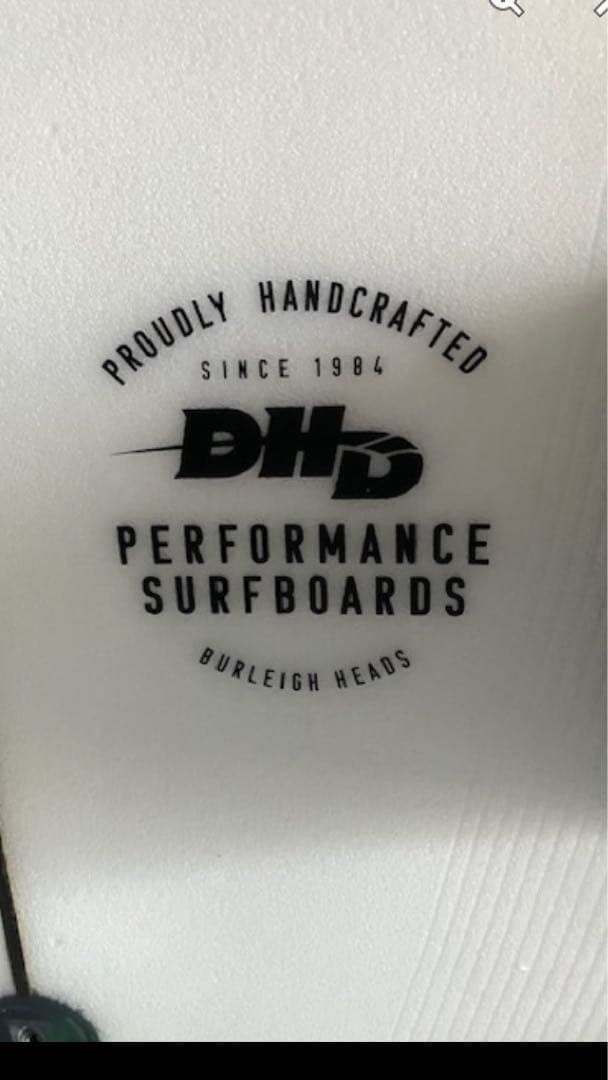 PROUDLY HANDCRAFTED
SINCE 1984
DHD
PERFORMANCE
SURFBOARDS
BURLEIGH HEADS